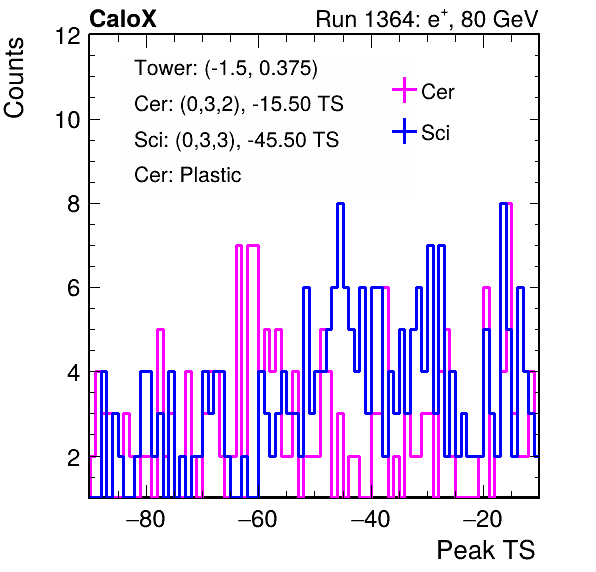 CaloX Run 1364: e⁺, 80 GeV
Counts
12
10
8
6
4
2
Tower: (-1.5, 0.375)
Cer: (0,3,2), -15.50 TS
Sci: (0,3,3), -45.50 TS
Cer: Plastic
Cer
Sci
−80 −60 −40 −20
Peak TS